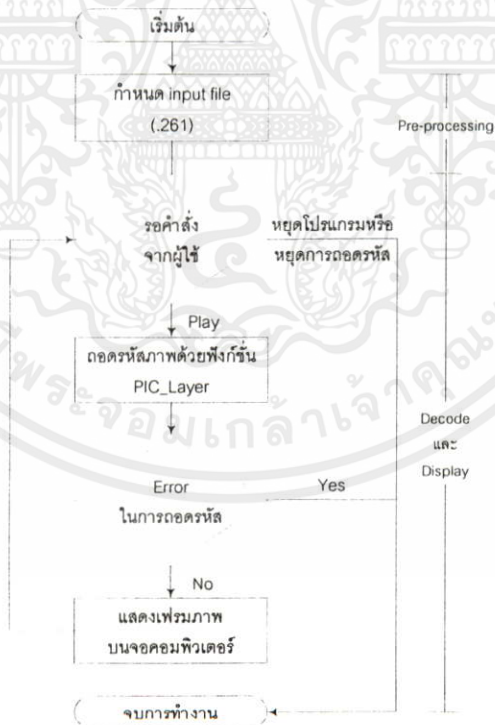 เริ่มต้น
กำหนด input file
(.261)
Pre-processing
รอคำสั่ง
จากผู้ใช้
หยุดโปรแกรมหรือ
หยุดการถอดรหัส
Play
ถอดรหัสภาพด้วยฟังก์ชั่น
PIC_Layer
Decode
และ
Display
Error
ในการถอดรหัส
Yes
No
แสดงเฟรมภาพ
บนจอคอมพิวเตอร์
จบการทำงาน